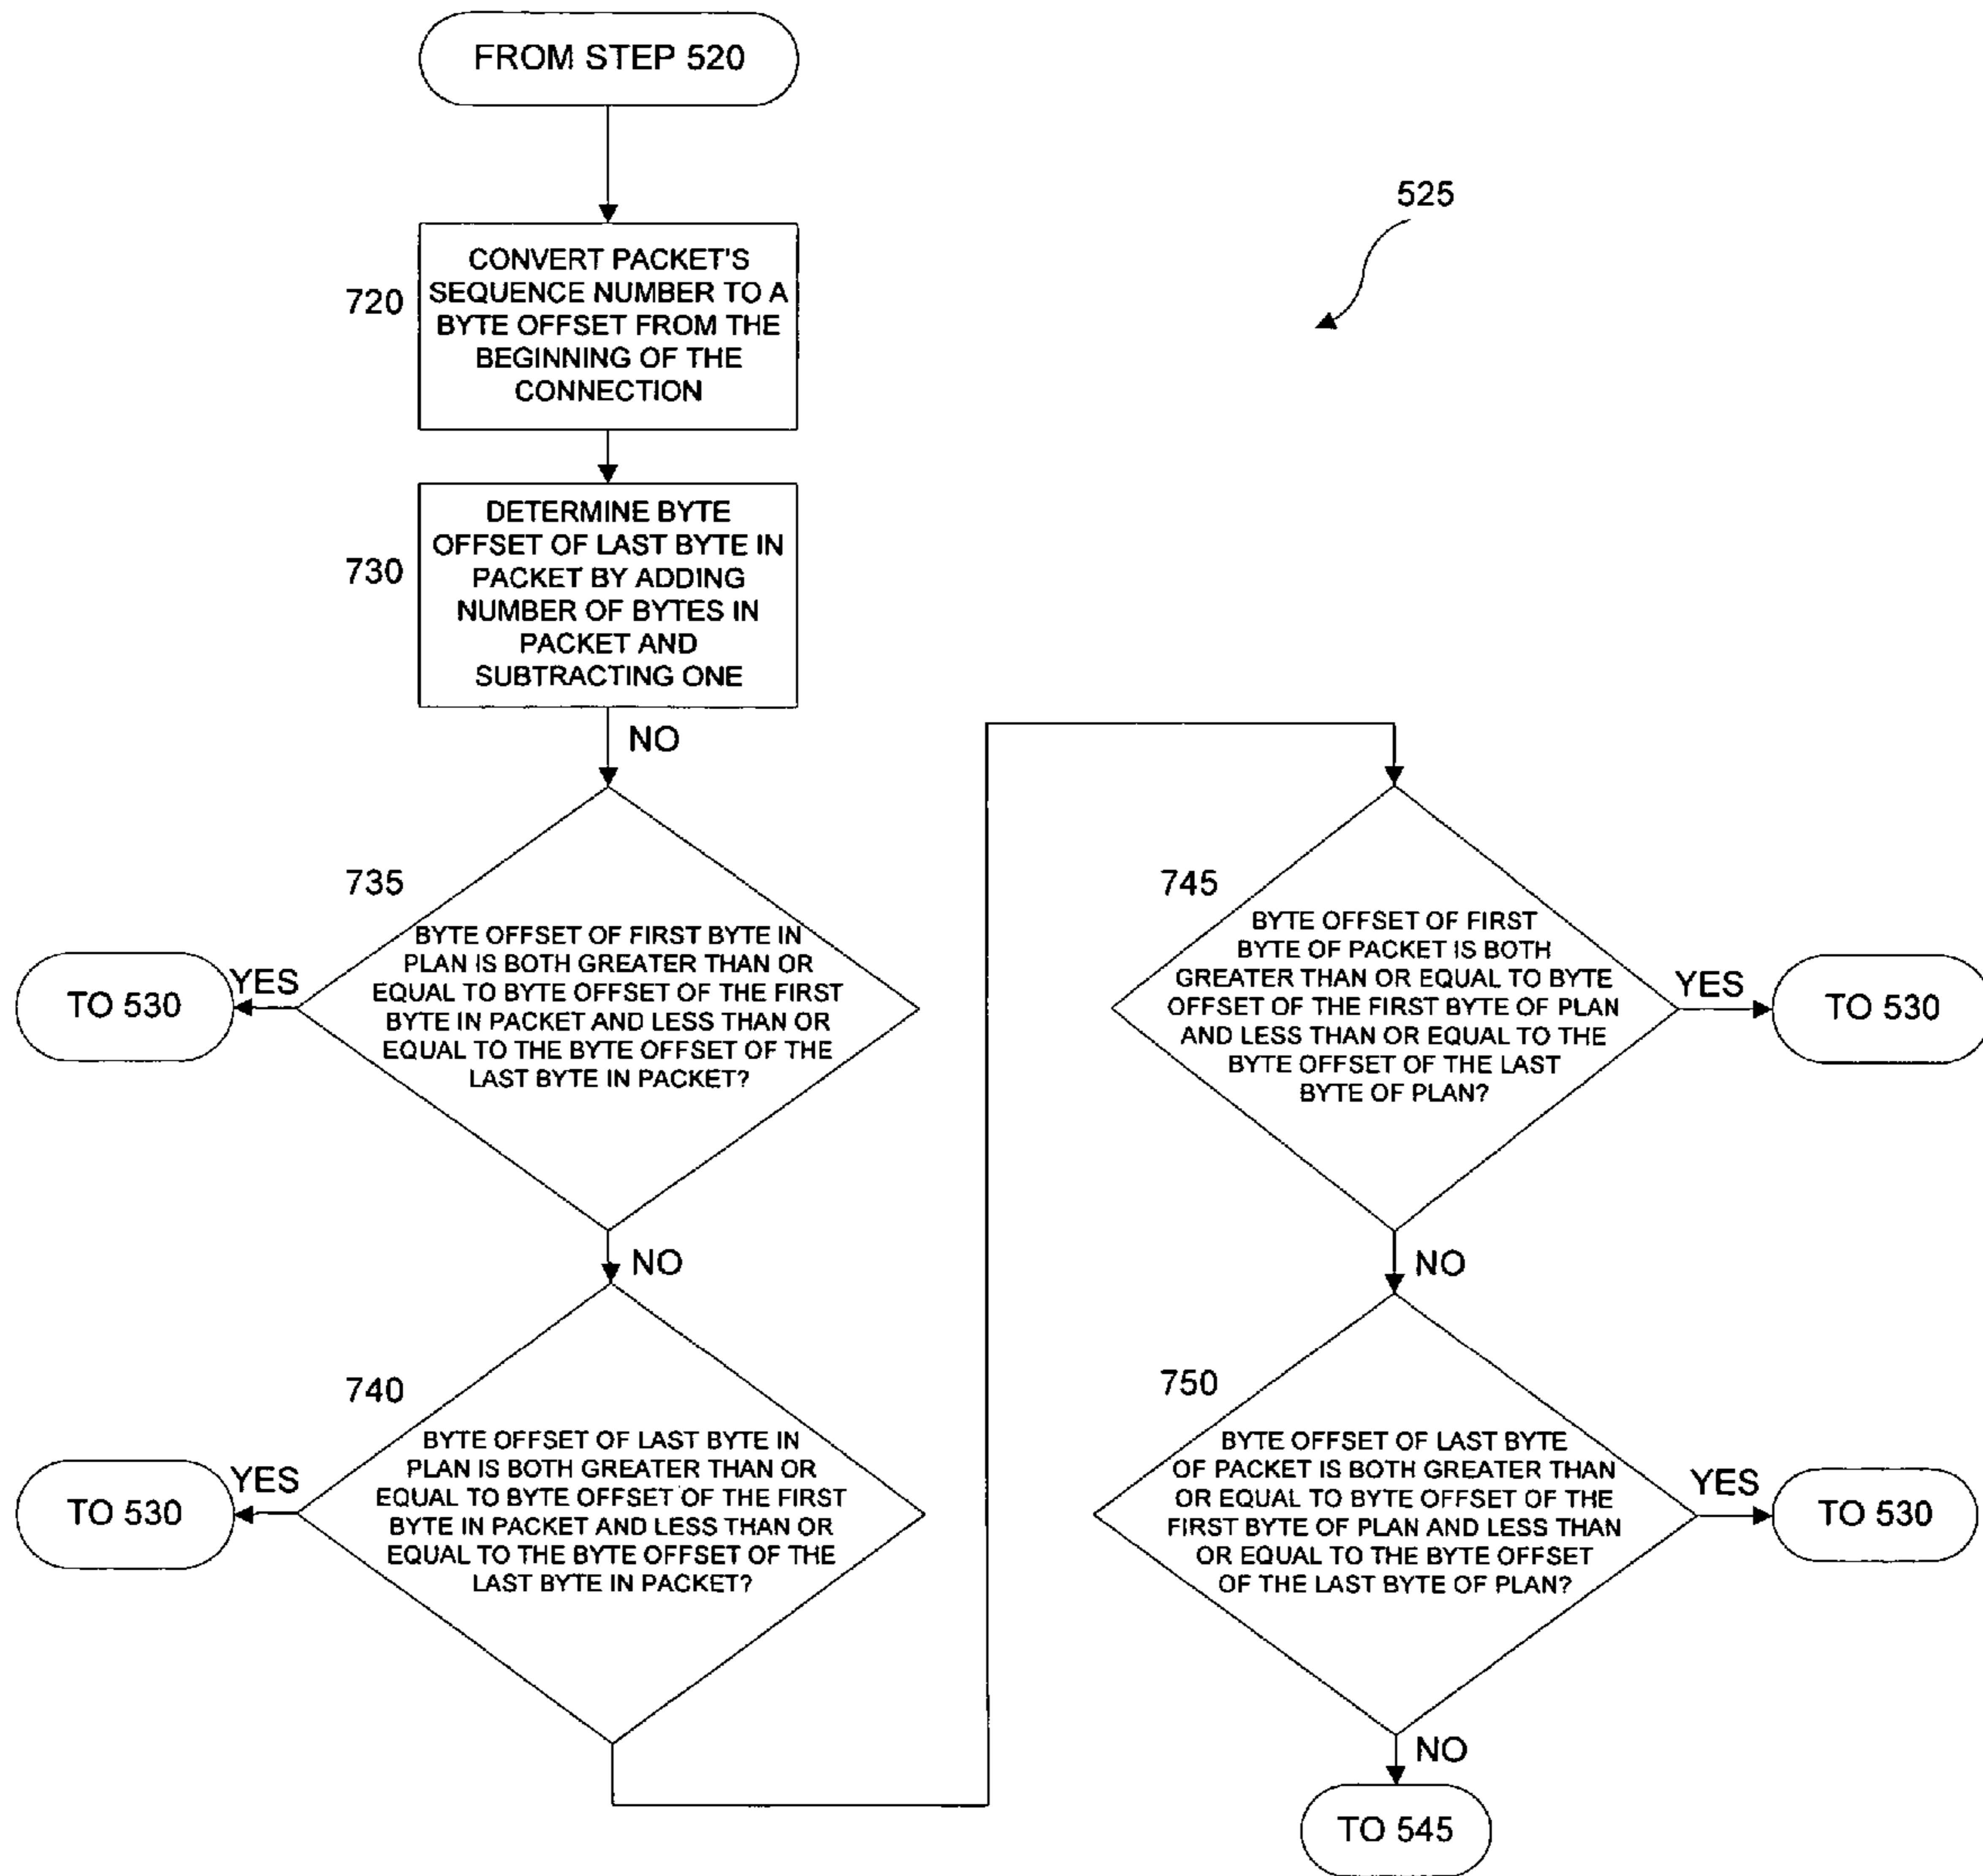 FROM STEP 520
525
720
CONVERT PACKET'S
SEQUENCE NUMBER TO A
BYTE OFFSET FROM THE
BEGINNING OF THE
CONNECTION
730
DETERMINE BYTE
OFFSET OF LAST BYTE IN
PACKET BY ADDING
NUMBER OF BYTES IN
PACKET AND
SUBTRACTING ONE
NO
735
BYTE OFFSET OF FIRST BYTE IN
PLAN IS BOTH GREATER THAN OR
EQUAL TO BYTE OFFSET OF THE FIRST
BYTE IN PACKET AND LESS THAN OR
EQUAL TO THE BYTE OFFSET OF THE
LAST BYTE IN PACKET?
YES
TO 530
NO
740
BYTE OFFSET OF LAST BYTE IN
PLAN IS BOTH GREATER THAN OR
EQUAL TO BYTE OFFSET OF THE FIRST
BYTE IN PACKET AND LESS THAN OR
EQUAL TO THE BYTE OFFSET OF THE
LAST BYTE IN PACKET?
YES
TO 530
745
BYTE OFFSET OF FIRST
BYTE OF PACKET IS BOTH
GREATER THAN OR EQUAL TO BYTE
OFFSET OF THE FIRST BYTE OF PLAN
AND LESS THAN OR EQUAL TO THE
BYTE OFFSET OF THE LAST
BYTE OF PLAN?
YES
TO 530
NO
750
BYTE OFFSET OF LAST BYTE
OF PACKET IS BOTH GREATER THAN
OR EQUAL TO BYTE OFFSET OF THE
FIRST BYTE OF PLAN AND LESS THAN
OR EQUAL TO THE BYTE OFFSET
OF THE LAST BYTE OF PLAN?
YES
TO 530
NO
TO 545